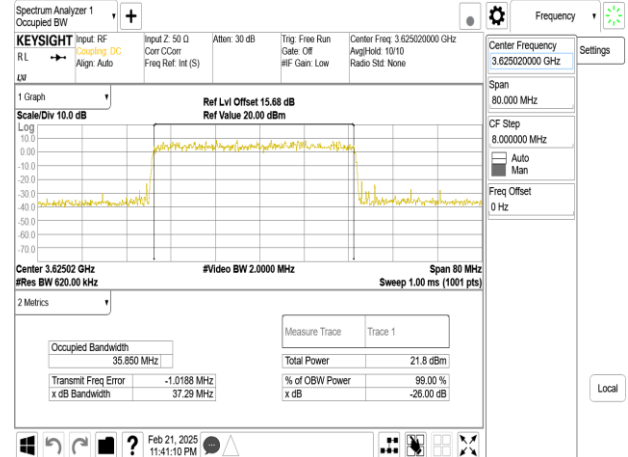 Spectrum Analyzer 1
Occupied BW
Frequency
KEYSIGHT
RL
Input: RF
Coupling: DC
Align: Auto
Input Z: 50 Ω
Corr CCorr
Freq Ref: Int (S)
Atten: 30 dB
Trig: Free Run
Gate: Off
#IF Gain: Low
Center Freq: 3.625020000 GHz
Avg|Hold: 10/10
Radio Std: None
LXI
1 Graph
Scale/Div 10.0 dB
Ref Lvl Offset 15.68 dB
Ref Value 20.00 dBm
Log
10.0
0.00
-10.0
-20.0
-30.0
-40.0
-50.0
-60.0
-70.0
Center 3.62502 GHz
#Video BW 2.0000 MHz
Span 80 MHz
#Res BW 620.00 kHz
Sweep 1.00 ms (1001 pts)
2 Metrics
Occupied Bandwidth
35.850 MHz
Transmit Freq Error -1.0188 MHz
x dB Bandwidth 37.29 MHz
Measure Trace Trace 1
Total Power 21.8 dBm
% of OBW Power 99.00 %
x dB -26.00 dB
Center Frequency
3.625020000 GHz
Span
80.000 MHz
CF Step
8.000000 MHz
Auto
Man
Freq Offset
0 Hz
Settings
Local
?
Feb 21, 2025
11:41:10 PM